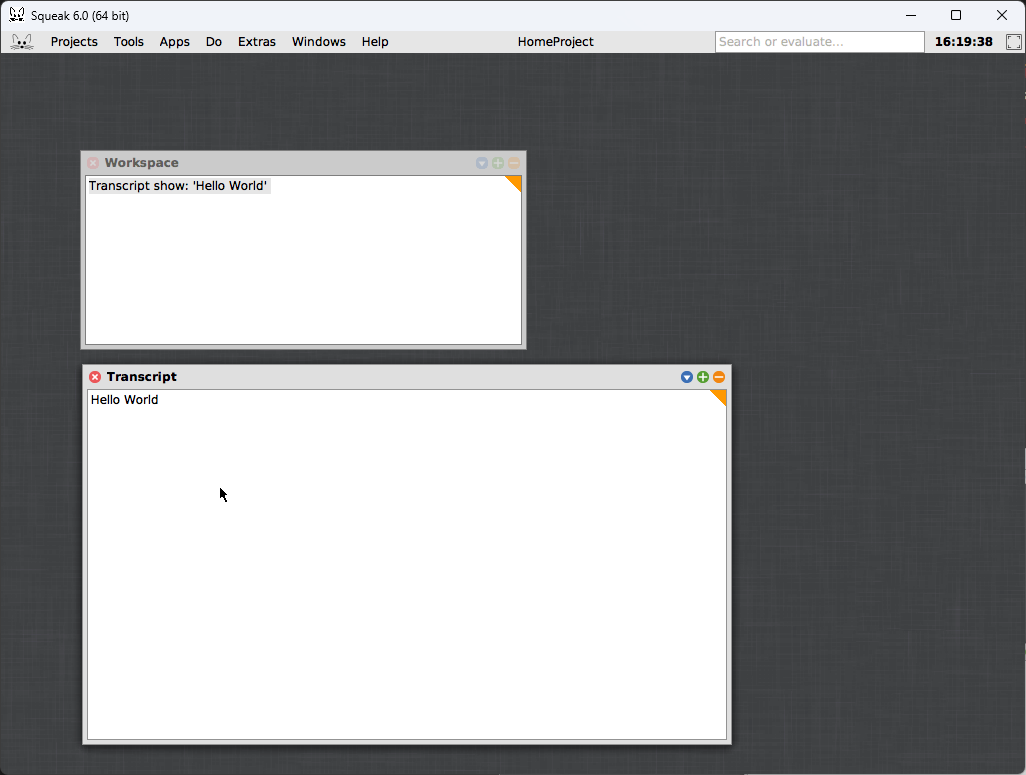 Squeak 6.0 (64 bit)
Projects Tools Apps Do Extras Windows Help HomeProject Search or evaluate... 16:19:38
Workspace
Transcript show: 'Hello World'
Transcript
Hello World